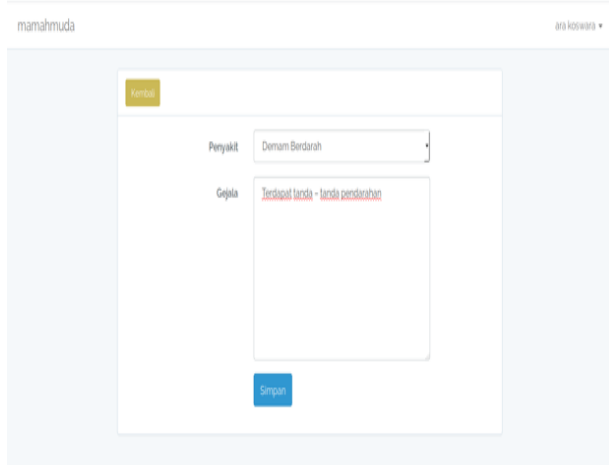 mamahmuda
ara koswara
Kembali
Penyakit
Demam Berdarah
Gejala
Terdapat tanda - tanda pendarahan
Simpan